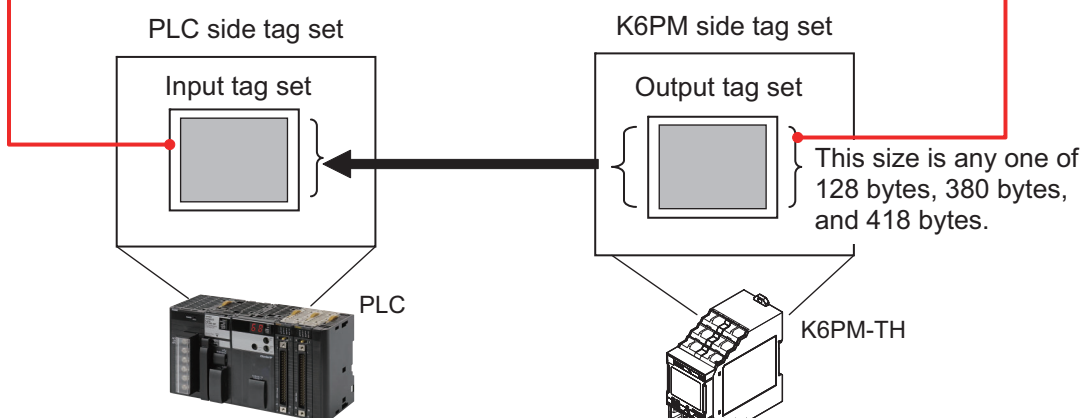 PLC side tag set
K6PM side tag set
Input tag set
Output tag set
This size is any one of
128 bytes, 380 bytes,
and 418 bytes.
PLC
K6PM-TH